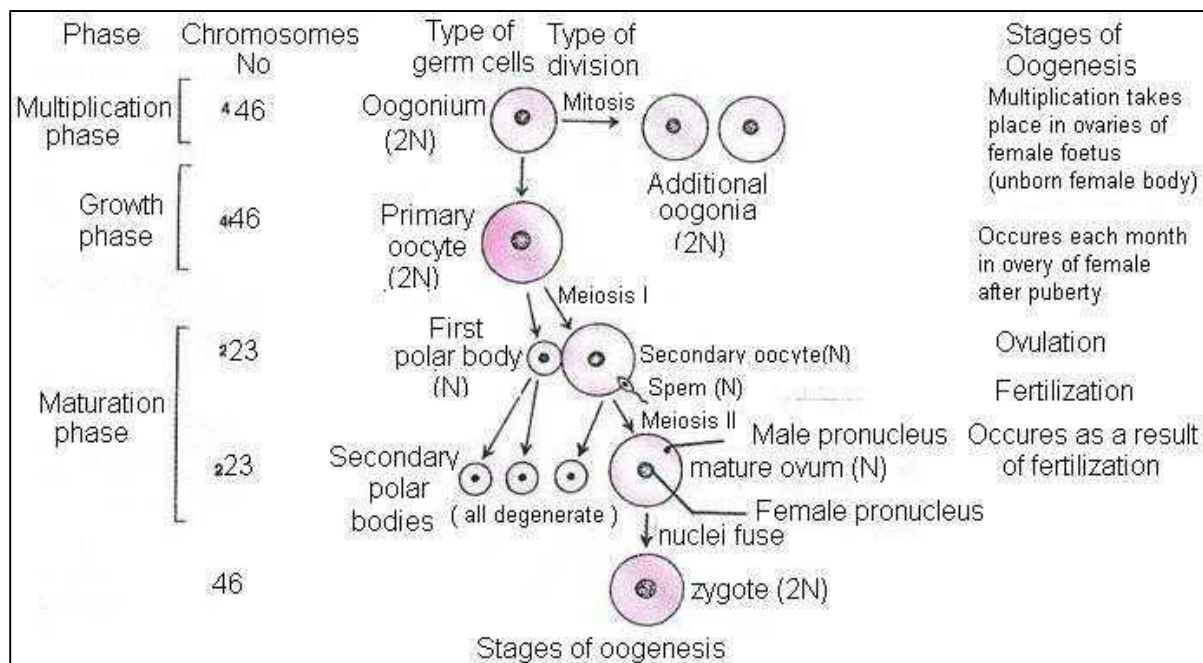 Phase
Chromosomes
No
Type of
germ cells
Type of
division
Stages of
Oogenesis
Multiplication
phase
46
Oogonium
(2N)
Mitosis
Additional
oogonia
(2N)
Multiplication takes
place in ovaries of
female foetus
(unborn female body)
Growth
phase
46
Primary
oocyte
(2N)
Occures each month
in overy of female
after puberty
Meiosis I
Maturation
phase
23
First
polar body
(N)
Secondary oocyte(N)
Ovulation
Spem (N)
Fertilization
Meiosis II
23
Secondary
polar
bodies
( all degenerate )
Male pronucleus
mature ovum (N)
Occures as a result
of fertilization
Female pronucleus
nuclei fuse
46
zygote (2N)
Stages of oogenesis